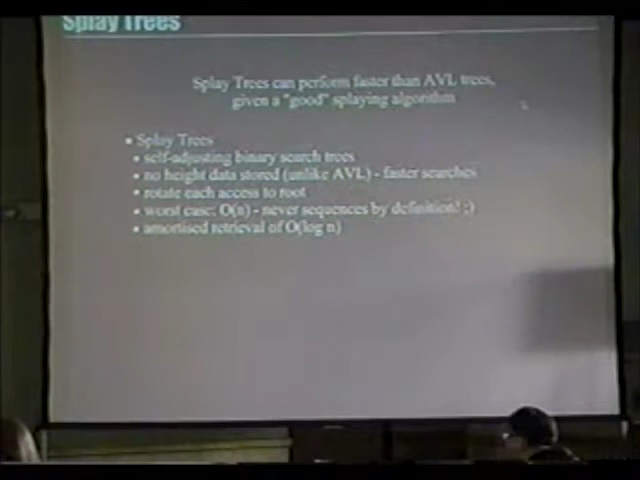 Splay Trees
Splay Trees can perform faster than AVL trees,
given a "good" splaying algorithm
• Splay Trees
• self-adjusting binary search trees
• no height data stored (unlike AVL) - faster searches
• rotate each access to root
• worst case: O(n) - never sequences by definition! ;)
• amortised retrieval of O(log n)